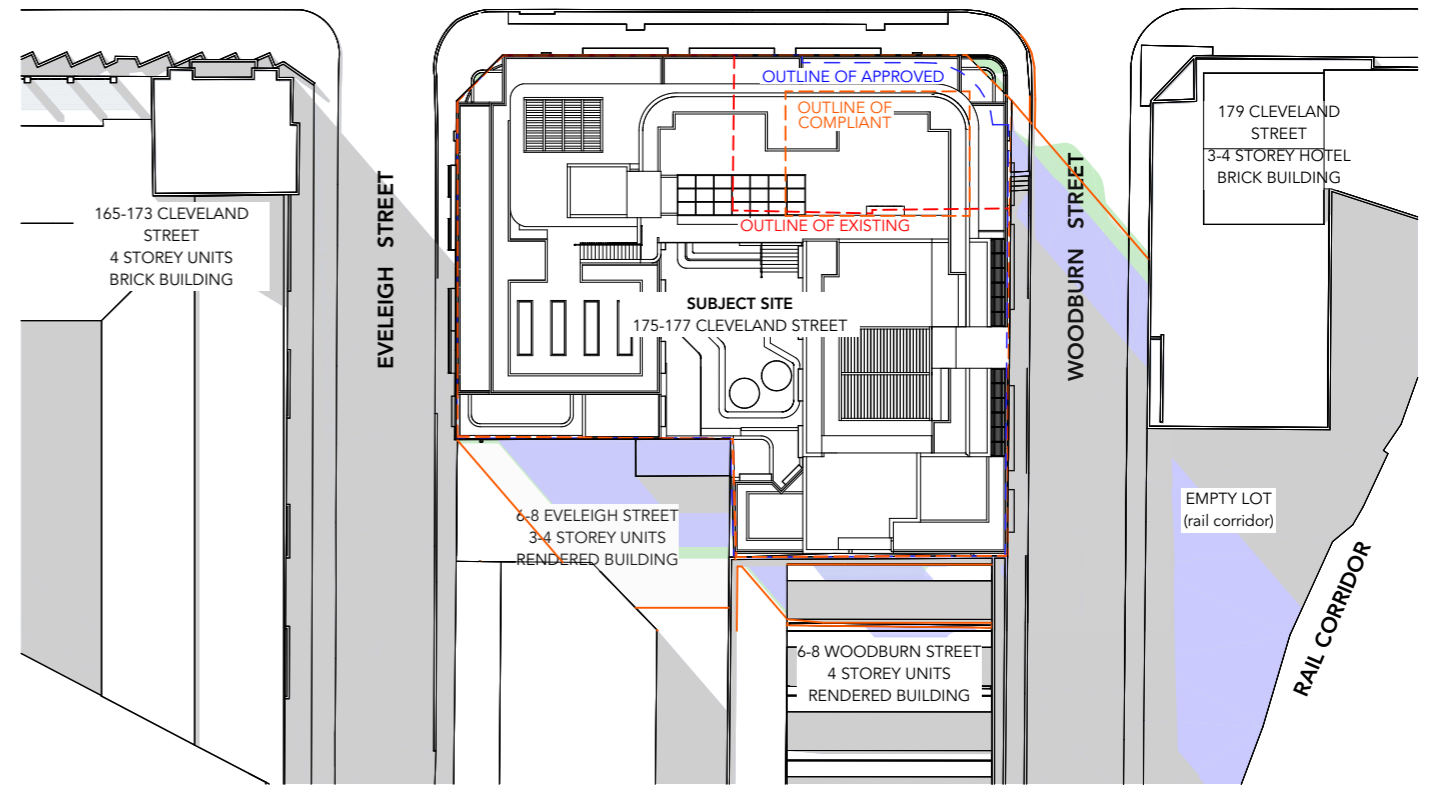 OUTLINE OF APPROVED
OUTLINE OF
COMPLIANT
OUTLINE OF EXISTING
179 CLEVELAND
STREET
3-4 STOREY HOTEL
BRICK BUILDING
165-173 CLEVELAND
STREET
4 STOREY UNITS
BRICK BUILDING
EVELEIGH STREET
WOODBURN STREET
SUBJECT SITE
175-177 CLEVELAND STREET
6-8 EVELEIGH STREET
3-4 STOREY UNITS
RENDERED BUILDING
EMPTY LOT
(rail corridor)
RAIL CORRIDOR
6-8 WOODBURN STREET
4 STOREY UNITS
RENDERED BUILDING